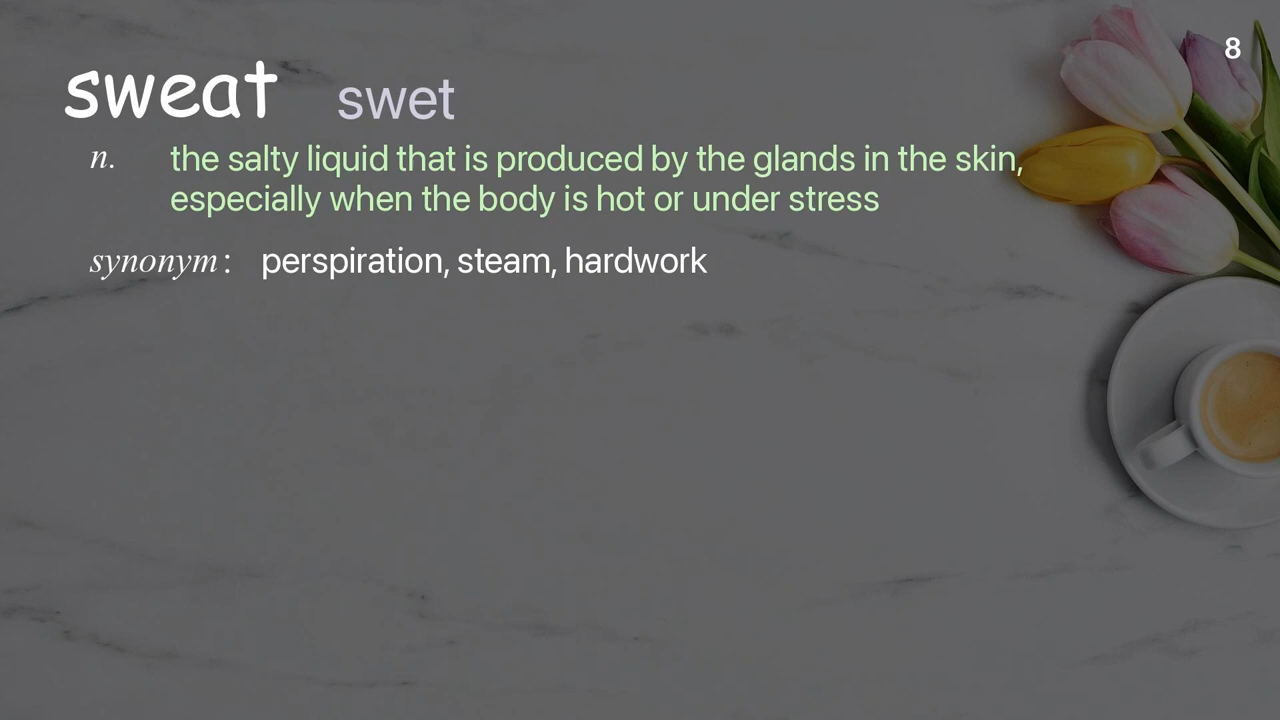 8
sweat swet
n. the salty liquid that is produced by the glands in the skin,
especially when the body is hot or under stress
synonym : perspiration, steam, hardwork